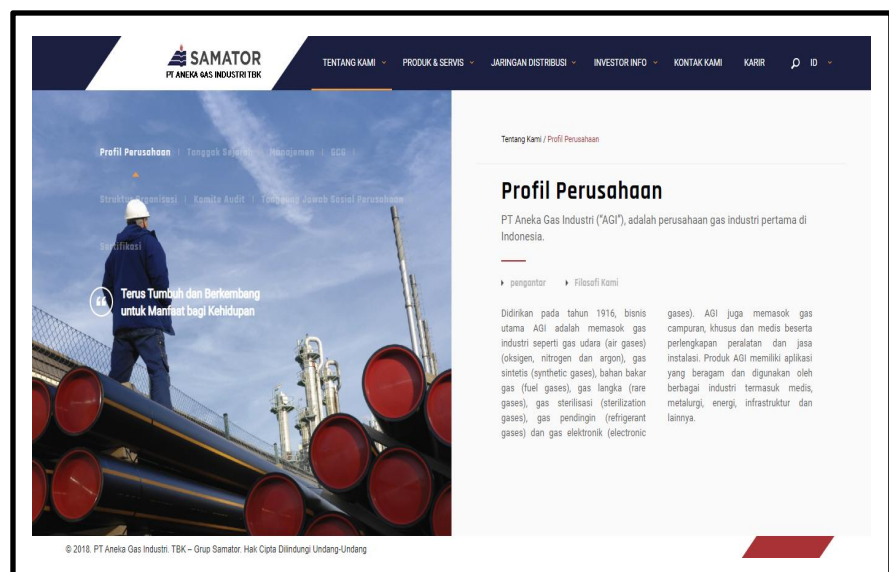 SAMATOR
PT ANEKA GAS INDUSTRI TBK
TENTANG KAMI PRODUK & SERVIS JARINGAN DISTRIBUSI INVESTOR INFO KONTAK KAMI KARIR ID
Profil Perusahaan | Tonggak Sejarah | Manajemen | GCG |
Struktur Organisasi | Komite Audit | Tanggung Jawab Sosial Perusahaan
Sertifikasi
Terus Tumbuh dan Berkembang
untuk Manfaat bagi Kehidupan
Tentang Kami / Profil Perusahaan
Profil Perusahaan
PT Aneka Gas Industri ("AGI"), adalah perusahaan gas industri pertama di
Indonesia.
pengantar Filosofi Kami
Didirikan pada tahun 1916, bisnis
utama AGI adalah memasok gas
industri seperti gas udara (air gases)
(oksigen, nitrogen dan argon), gas
sintetis (synthetic gases), bahan bakar
gas (fuel gases), gas langka (rare
gases), gas sterilisasi (sterilization
gases), gas pendingin (refrigerant
gases) dan gas elektronik (electronic
gases). AGI juga memasok gas
campuran, khusus dan medis beserta
perlengkapan peralatan dan jasa
instalasi. Produk AGI memiliki aplikasi
yang beragam dan digunakan oleh
berbagai industri termasuk medis,
metalurgi, energi, infrastruktur dan
lainnya.
© 2018. PT Aneka Gas Industri. TBK – Grup Samator. Hak Cipta Dilindungi Undang-Undang